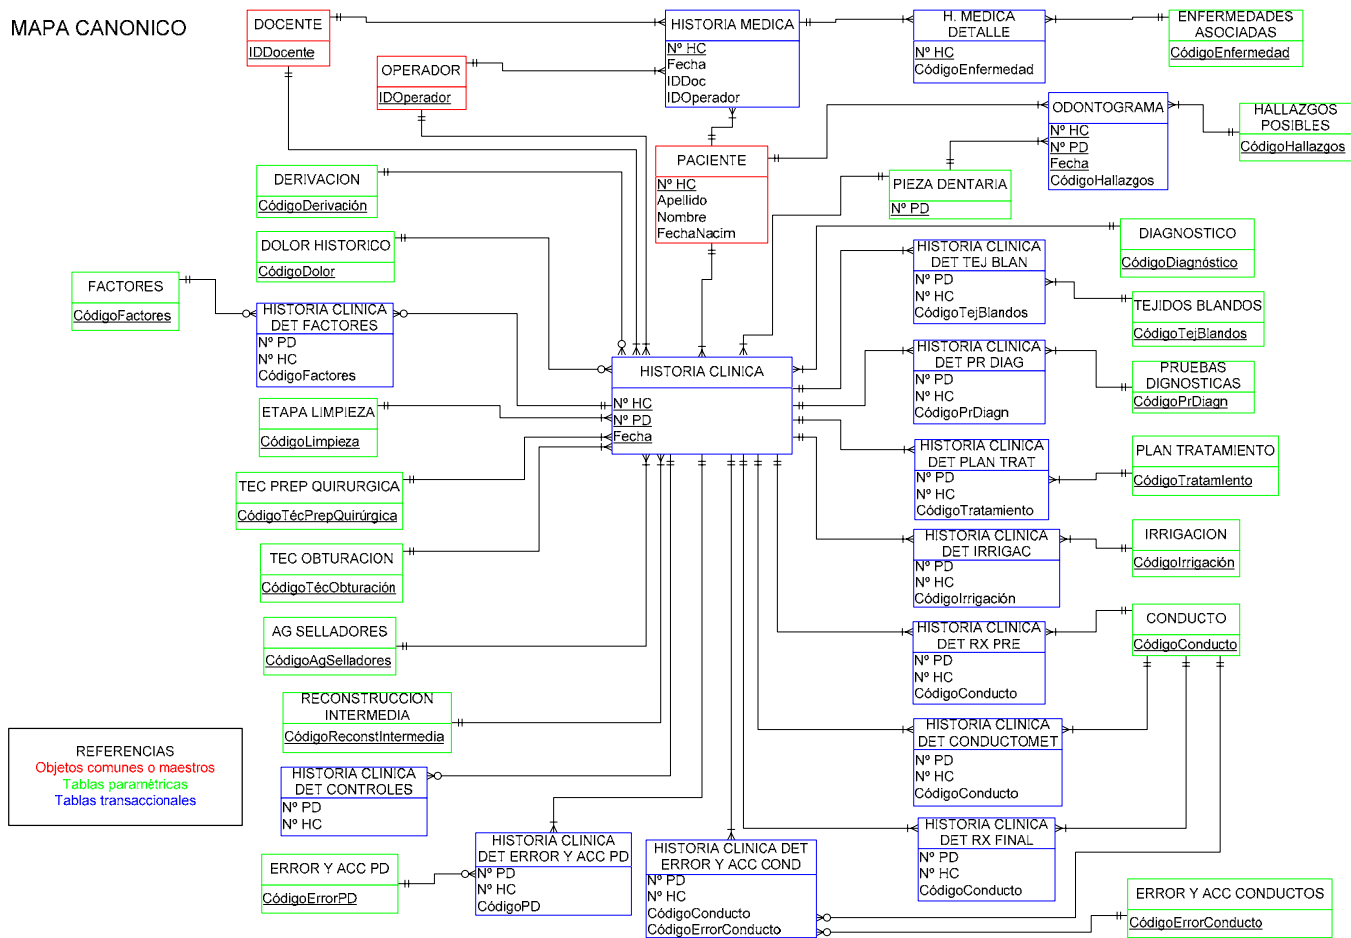 MAPA CANONICO
DOCENTE
IDDocente
OPERADOR
IDOperador
HISTORIA MEDICA
Nº HC
Fecha
IDDoc
IDOperador
H. MEDICA
DETALLE
Nº HC
CódigoEnfermedad
ENFERMEDADES
ASOCIADAS
CódigoEnfermedad
ODONTOGRAMA
Nº HC
Nº PD
Fecha
CódigoHallazgos
HALLAZGOS
POSIBLES
CódigoHallazgos
PACIENTE
Nº HC
Apellido
Nombre
FechaNacim
PIEZA DENTARIA
Nº PD
DERIVACION
CódigoDerivación
DOLOR HISTORICO
CódigoDolor
FACTORES
CódigoFactores
HISTORIA CLINICA
DET FACTORES
Nº PD
Nº HC
CódigoFactores
HISTORIA CLINICA
DET TEJ BLAN
Nº PD
Nº HC
CódigoTejBlandos
DIAGNOSTICO
CódigoDiagnóstico
TEJIDOS BLANDOS
CódigoTejBlandos
HISTORIA CLINICA
Nº HC
Nº PD
Fecha
HISTORIA CLINICA
DET PR DIAG
Nº PD
Nº HC
CódigoPrDiagn
PRUEBAS
DIGNOSTICAS
CódigoPrDiagn
ETAPA LIMPIEZA
CódigoLimpieza
HISTORIA CLINICA
DET PLAN TRAT
Nº PD
Nº HC
CódigoTratamiento
PLAN TRATAMIENTO
CódigoTratamIento
TEC PREP QUIRURGICA
CódigoTécPrepQuirúrgica
TEC OBTURACION
CódigoTécObturación
HISTORIA CLINICA
DET IRRIGAC
Nº PD
Nº HC
CódigoIrrigación
IRRIGACION
CódigoIrrigación
AG SELLADORES
CódigoAgSelladores
HISTORIA CLINICA
DET RX PRE
Nº PD
Nº HC
CódigoConducto
CONDUCTO
CódigoConducto
RECONSTRUCCION
INTERMEDIA
CódigoReconstIntermedia
HISTORIA CLINICA
DET CONDUCTOMET
Nº PD
Nº HC
CódigoConducto
REFERENCIAS
Objetos comunes o maestros
Tablas paramétricas
Tablas transaccionales
HISTORIA CLINICA
DET CONTROLES
Nº PD
Nº HC
HISTORIA CLINICA
DET RX FINAL
Nº PD
Nº HC
CódigoConducto
ERROR Y ACC PD
CódigoErrorPD
HISTORIA CLINICA
DET ERROR Y ACC PD
Nº PD
Nº HC
CódigoPD
HISTORIA CLINICA DET
ERROR Y ACC COND
Nº PD
Nº HC
CódigoConducto
CódigoErrorConducto
ERROR Y ACC CONDUCTOS
CódigoErrorConducto